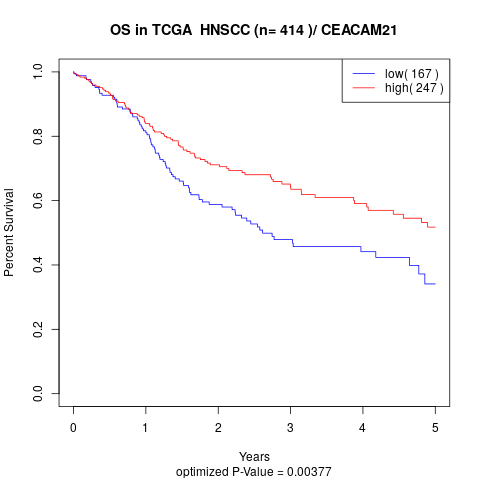 OS in TCGA  HNSCC (n= 414 )/ CEACAM21
low( 167 )
high( 247 )
Percent Survival
1.0
0.8
0.6
0.4
0.2
0.0
0 1 2 3 4 5
Years
optimized P-Value = 0.00377